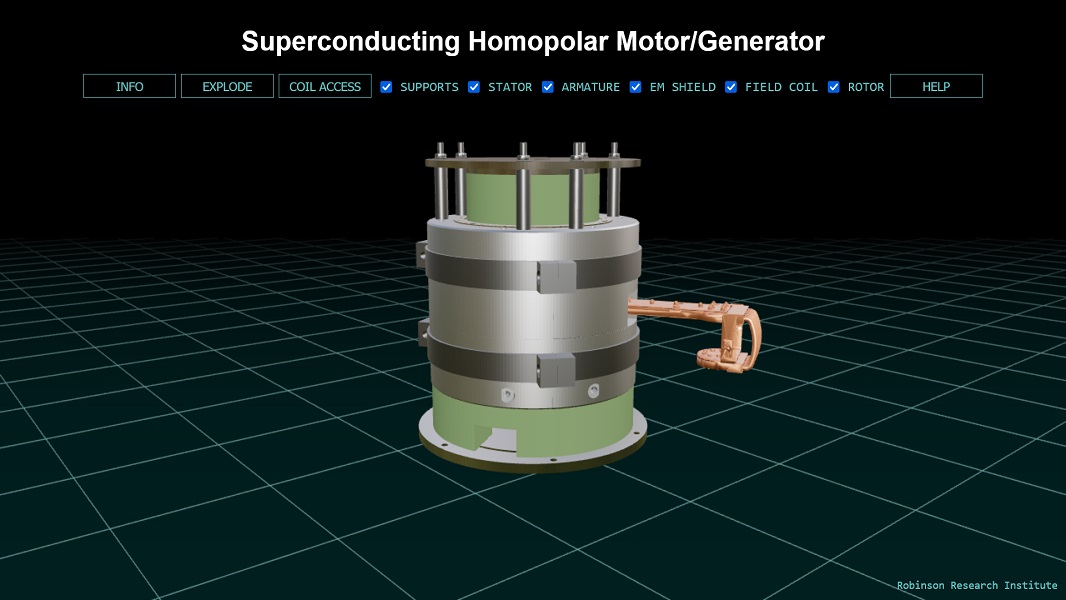 Superconducting Homopolar Motor/Generator
INFO EXPLODE COIL ACCESS SUPPORTS STATOR ARMATURE EM SHIELD FIELD COIL ROTOR HELP
Robinson Research Institute